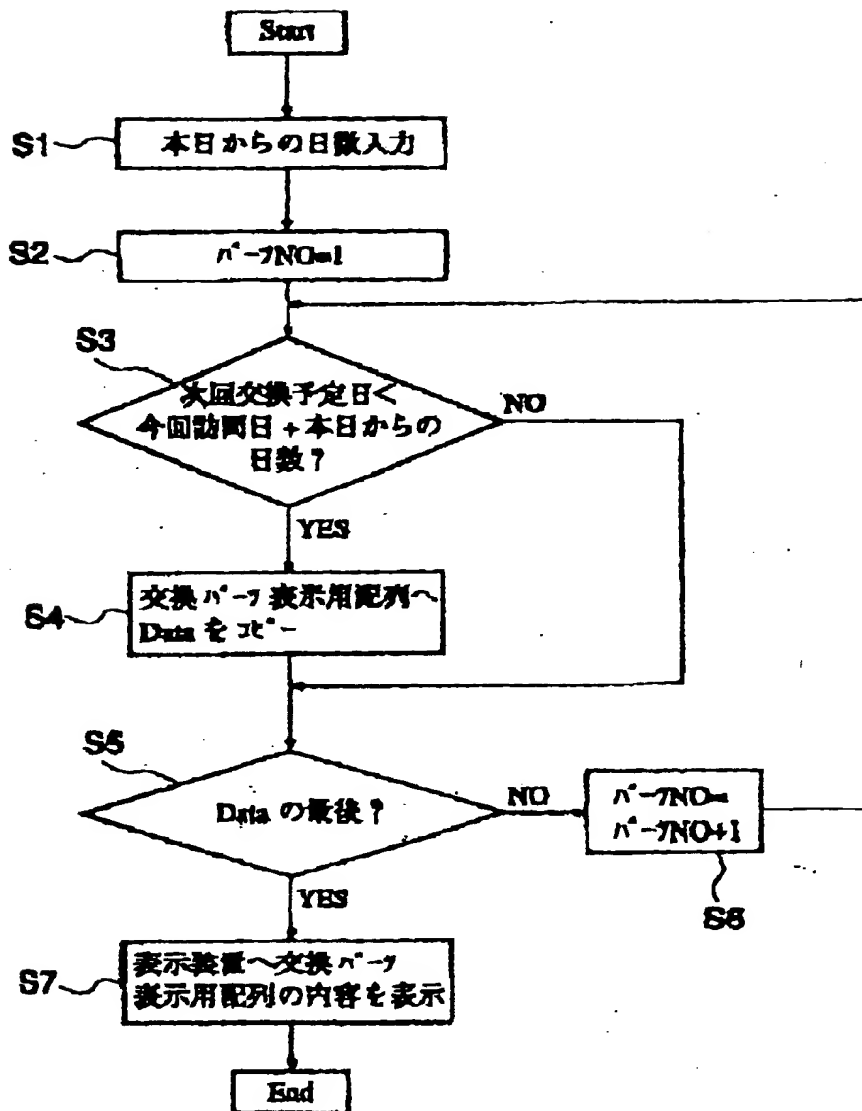 Start
S1
本日からの日数入力
S2
パーツNO=1
S3
次回交換予定日<
今回訪問日+本日からの
日数?
NO
YES
S4
交換パーツ表示用配列へ
Dataをコピー
S5
Dataの最後?
NO
パーツNO=
パーツNO+1
S6
YES
S7
表示装置へ交換パーツ
表示用配列の内容を表示
End